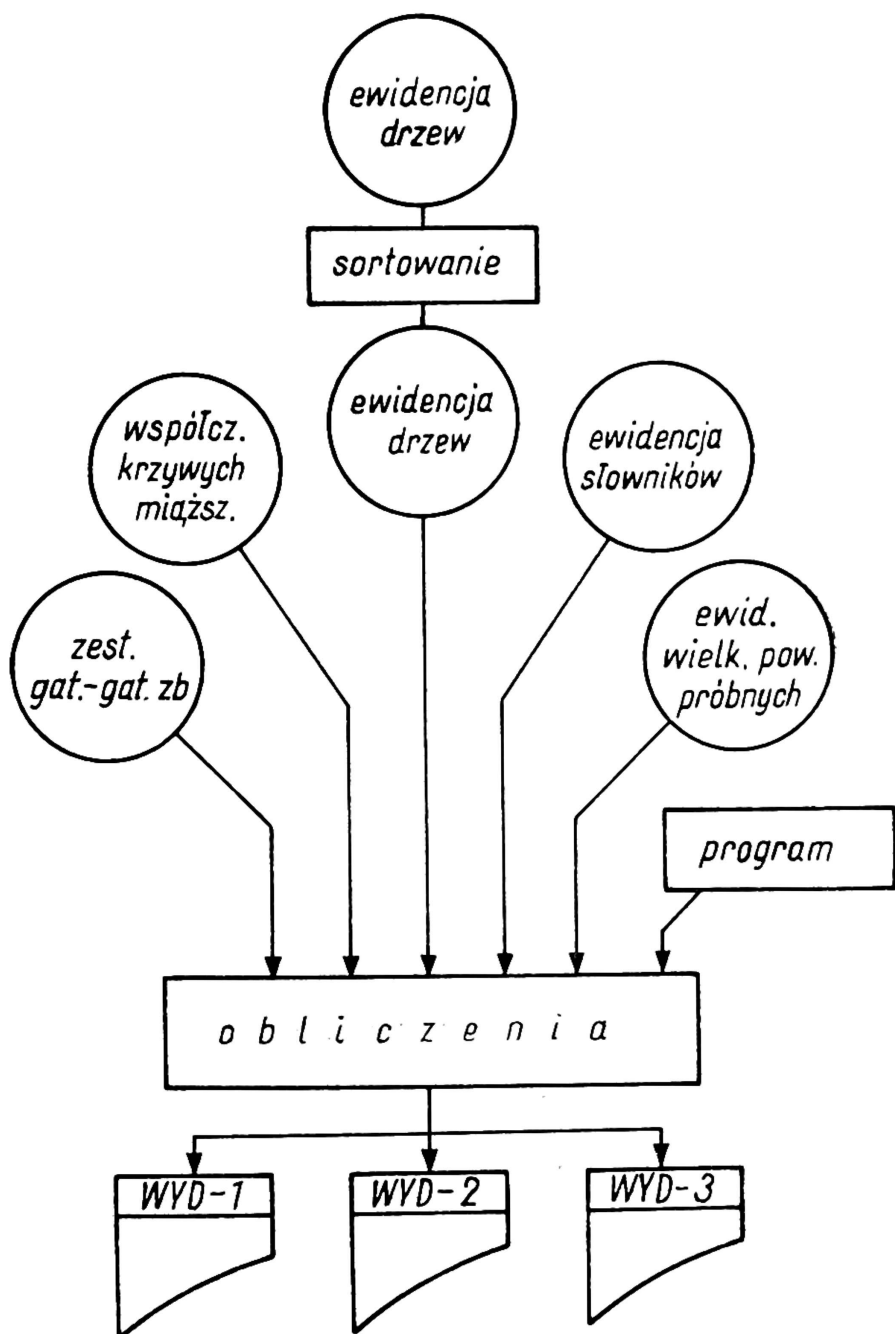 ewidencja
drzew
sortowanie
ewidencja
drzew
współcz.
krzywych
miąższ.
ewidencja
słowników
zest.
gat.-gat. zb
ewid.
wielk. pow.
próbnych
program
obliczenia
WYD-1
WYD-2
WYD-3